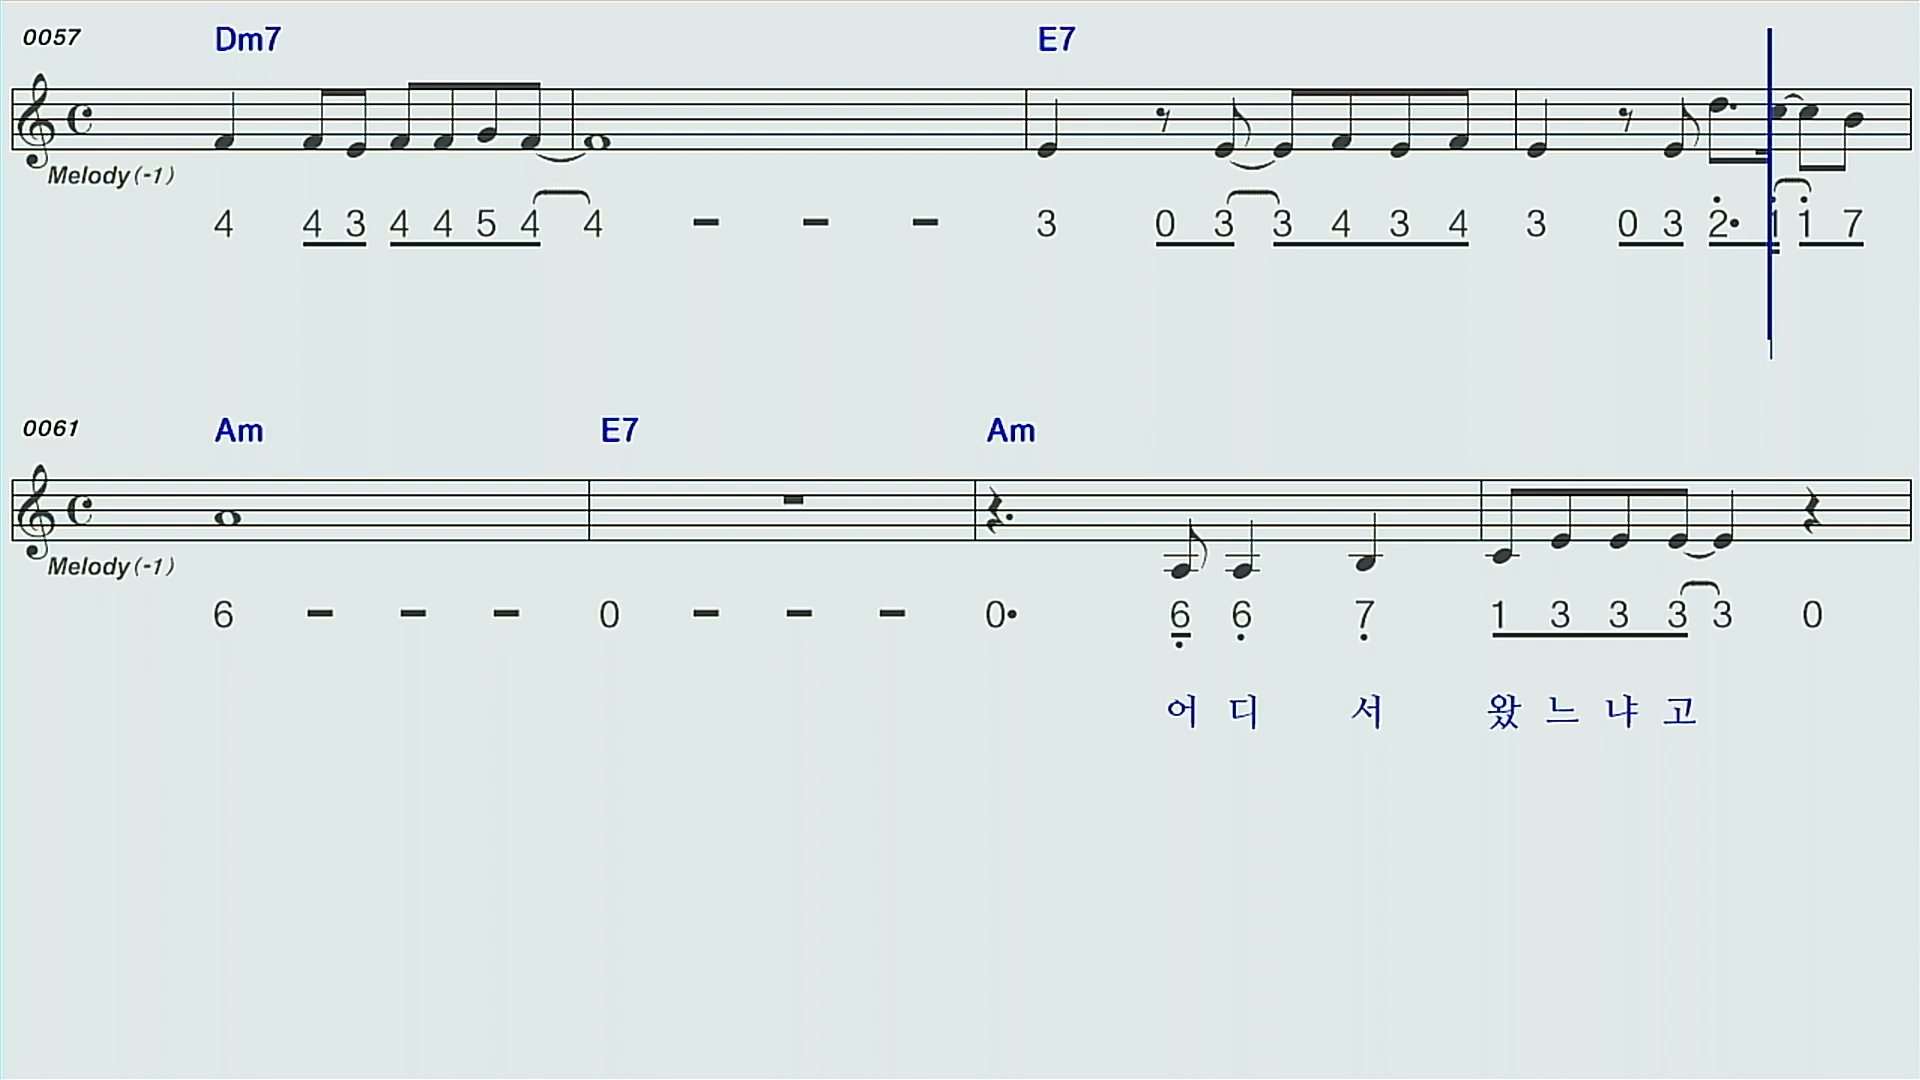 0057 Dm7 E7
Melody(-1)
4 4 3 4 4 5 4 4 - - - 3 0 3 3 4 3 4 3 0 3 2• 1 1 7
0061 Am E7 Am
Melody(-1)
6 - - - 0 - - - 0• 6 6 7 1 3 3 3 3 0
어 디 서 왔 느 냐 고